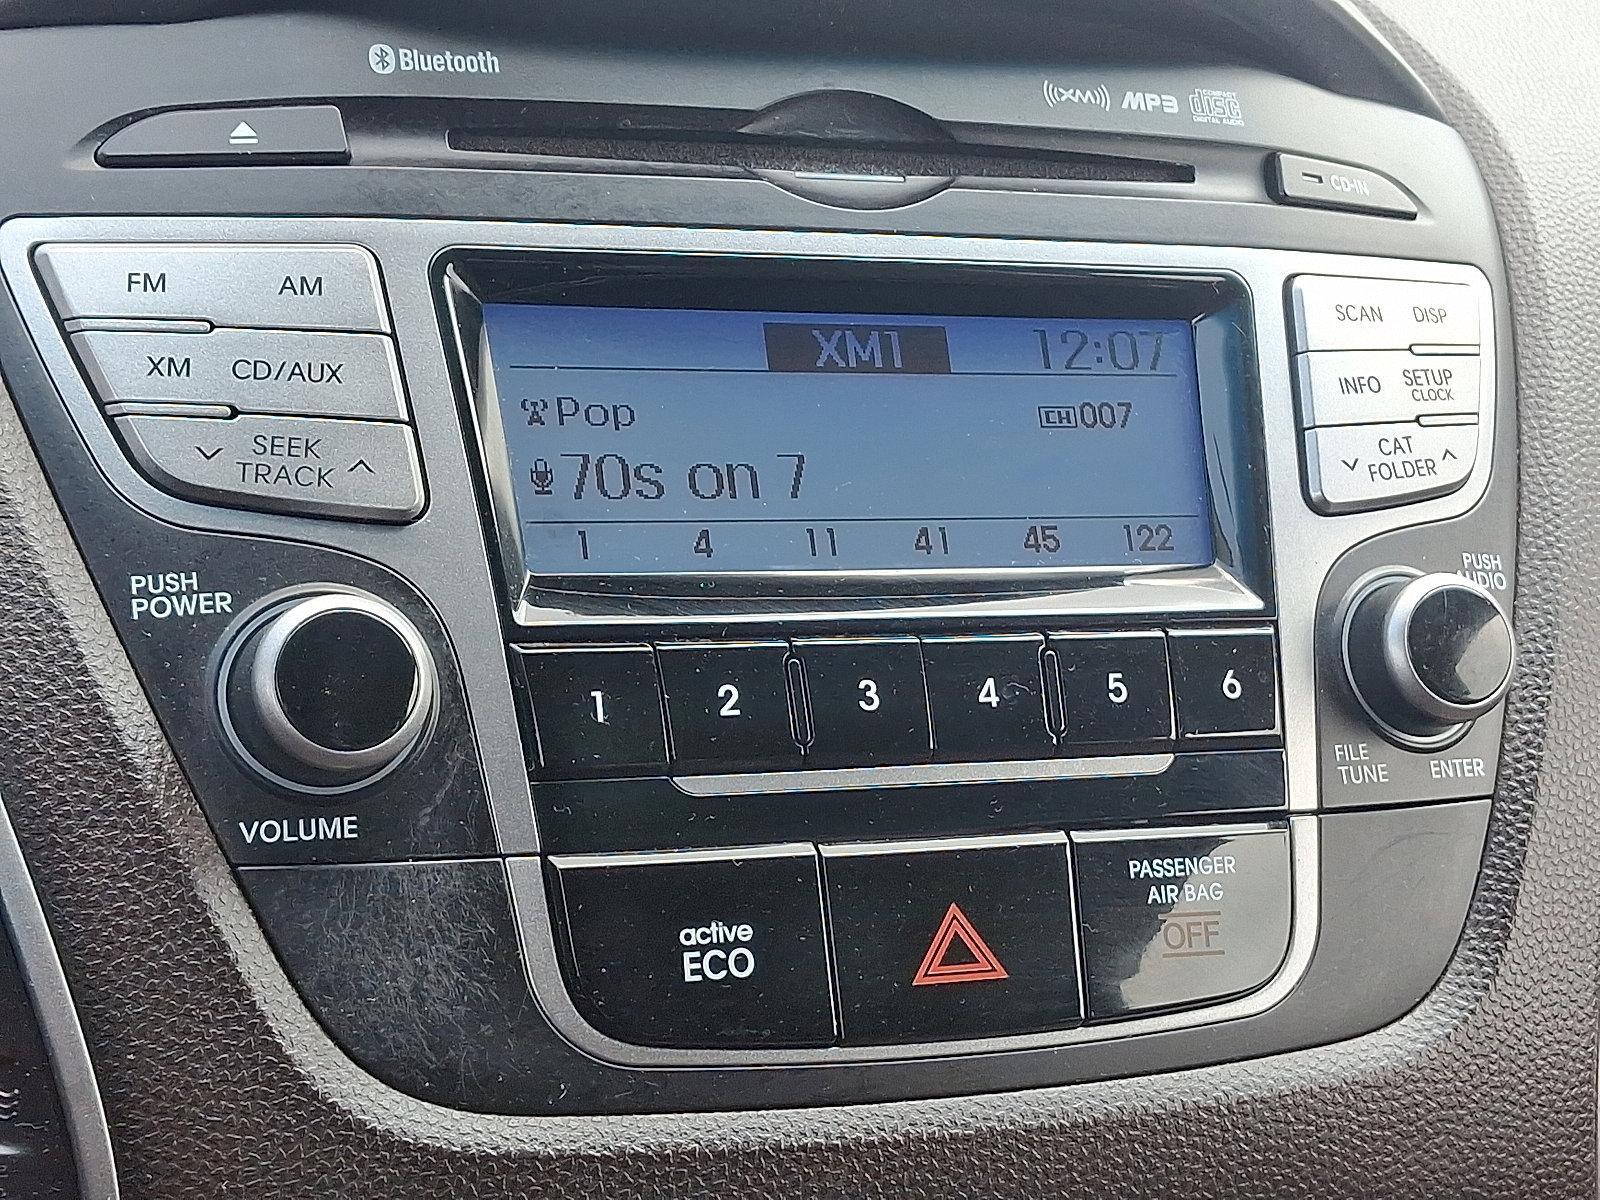 Bluetooth
((XM)) MP3 COMPACT disc DIGITAL AUDIO
CD-IN
FM AM
XM CD/AUX
SEEK
TRACK
XM1 12:07
Pop CH 007
70s on 7
1 4 11 41 45 122
SCAN DISP
INFO SETUP
CLOCK
CAT
FOLDER
PUSH
POWER
VOLUME
1 2 3 4 5 6
PUSH
AUDIO
FILE
TUNE ENTER
active
ECO
PASSENGER
AIR BAG
OFF